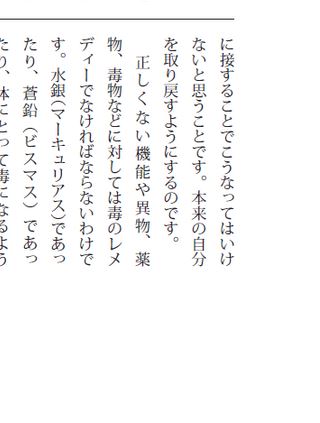 に接することでこうなってはいけ
ないと思うことです。本来の自分
を取り戻すようにするのです。
正しくない機能や異物、薬
物、毒物などに対しては毒のレメ
ディーでなければならないわけで
す。水銀(マーキュリアス)であっ
たり、蒼鉛(ビスマス)であっ
たり、体にとって毒になるよう